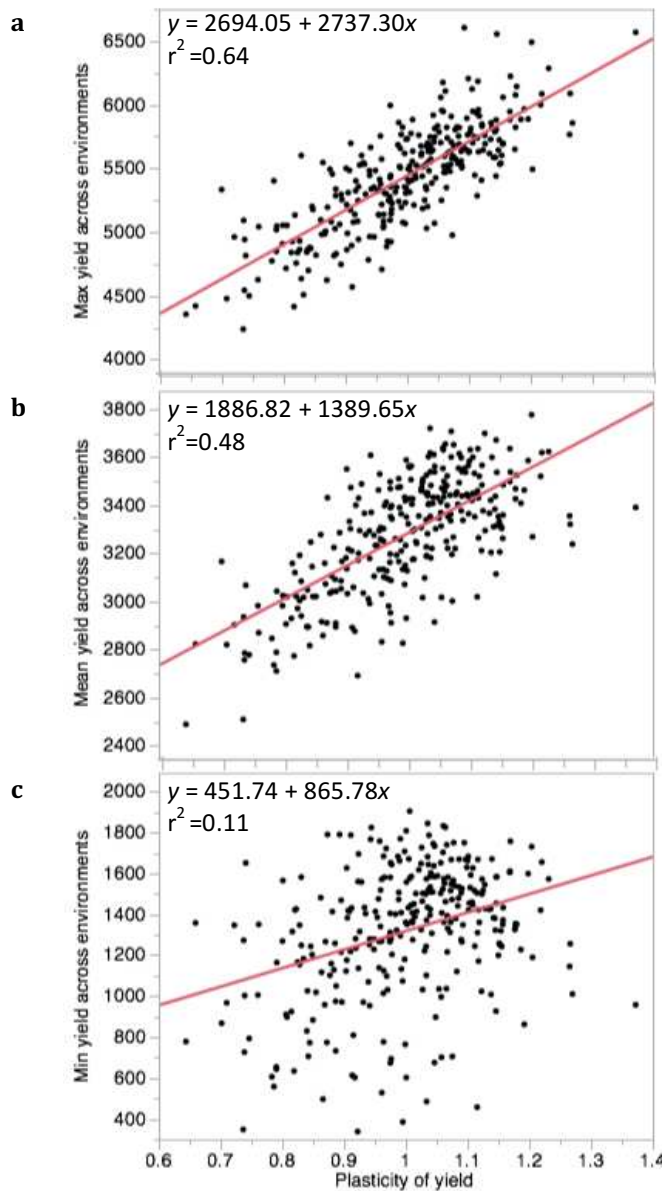 a
y = 2694.05 + 2737.30x
r2 =0.64
Max yield across environments
6500
6000
5500
5000
4500
4000
b
y = 1886.82 + 1389.65x
r2=0.48
Mean yield across environments
3800
3600
3400
3200
3000
2800
2600
2400
c
y = 451.74 + 865.78x
r2 =0.11
Min yield across environments
2000
1800
1600
1400
1200
1000
800
600
400
0.6 0.7 0.8 0.9 1 1.1 1.2 1.3 1.4
Plasticity of yield